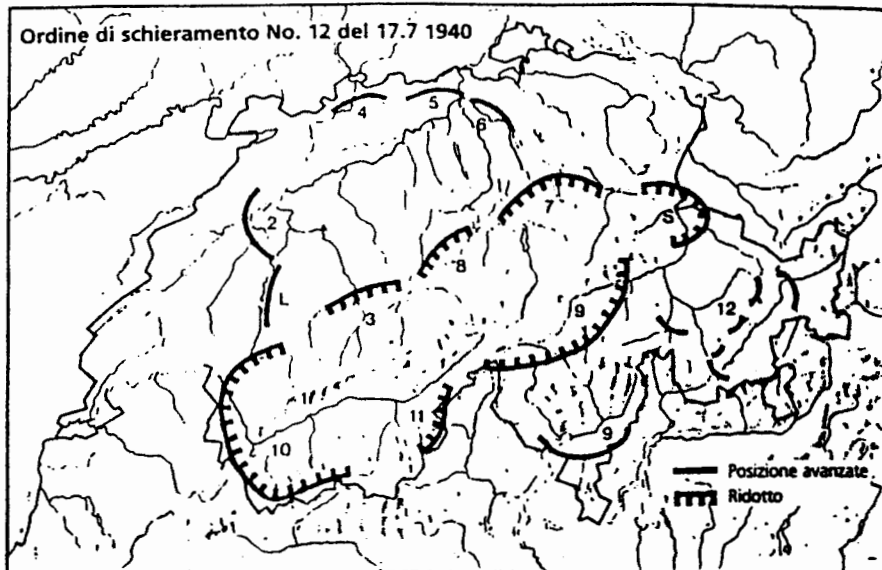 Ordine di schieramento No. 12 del 17.7 1940
4
5
6
7
S
2
8
L
3
9
12
11
10
9
Posizione avanzate
Ridotto